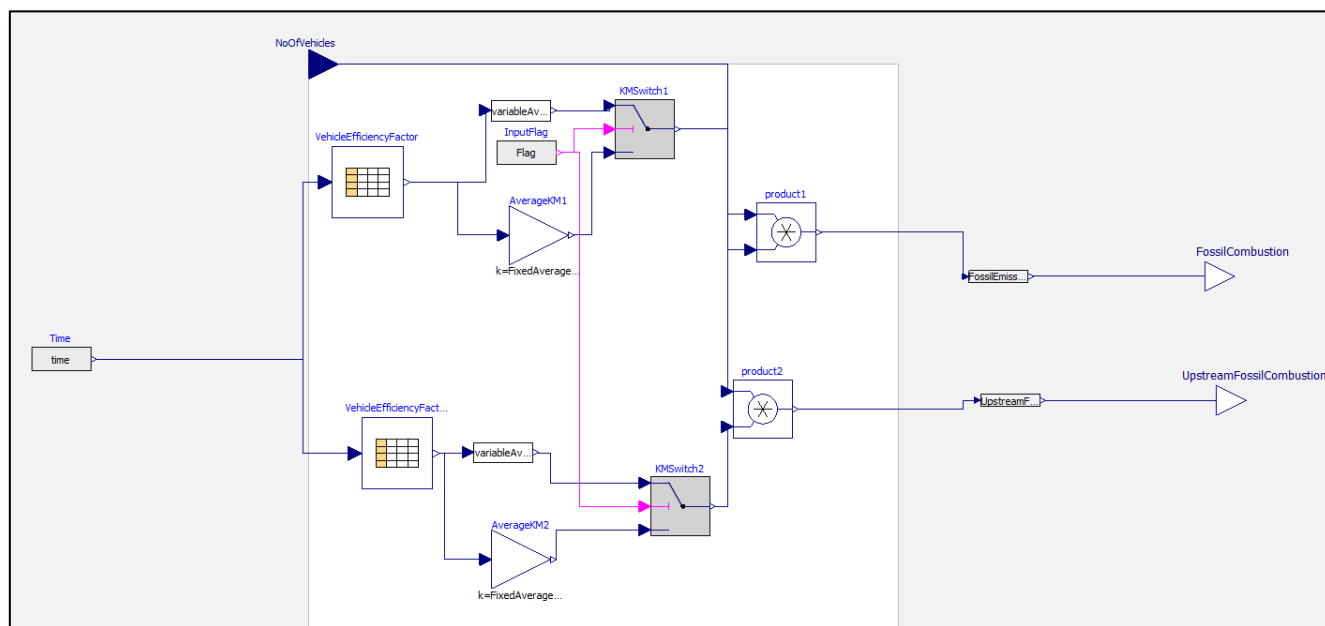 NoOfVehicles
KMSwitch1
variableAv...
InputFlag
Flag
VehicleEfficiencyFactor
AverageKM1
k=FixedAverage...
product1
FossilCombustion
FossilEmiss...
Time
time
product2
UpstreamFossilCombustion
UpstreamF...
VehicleEfficiencyFact...
variableAv...
KMSwitch2
AverageKM2
k=FixedAverage...